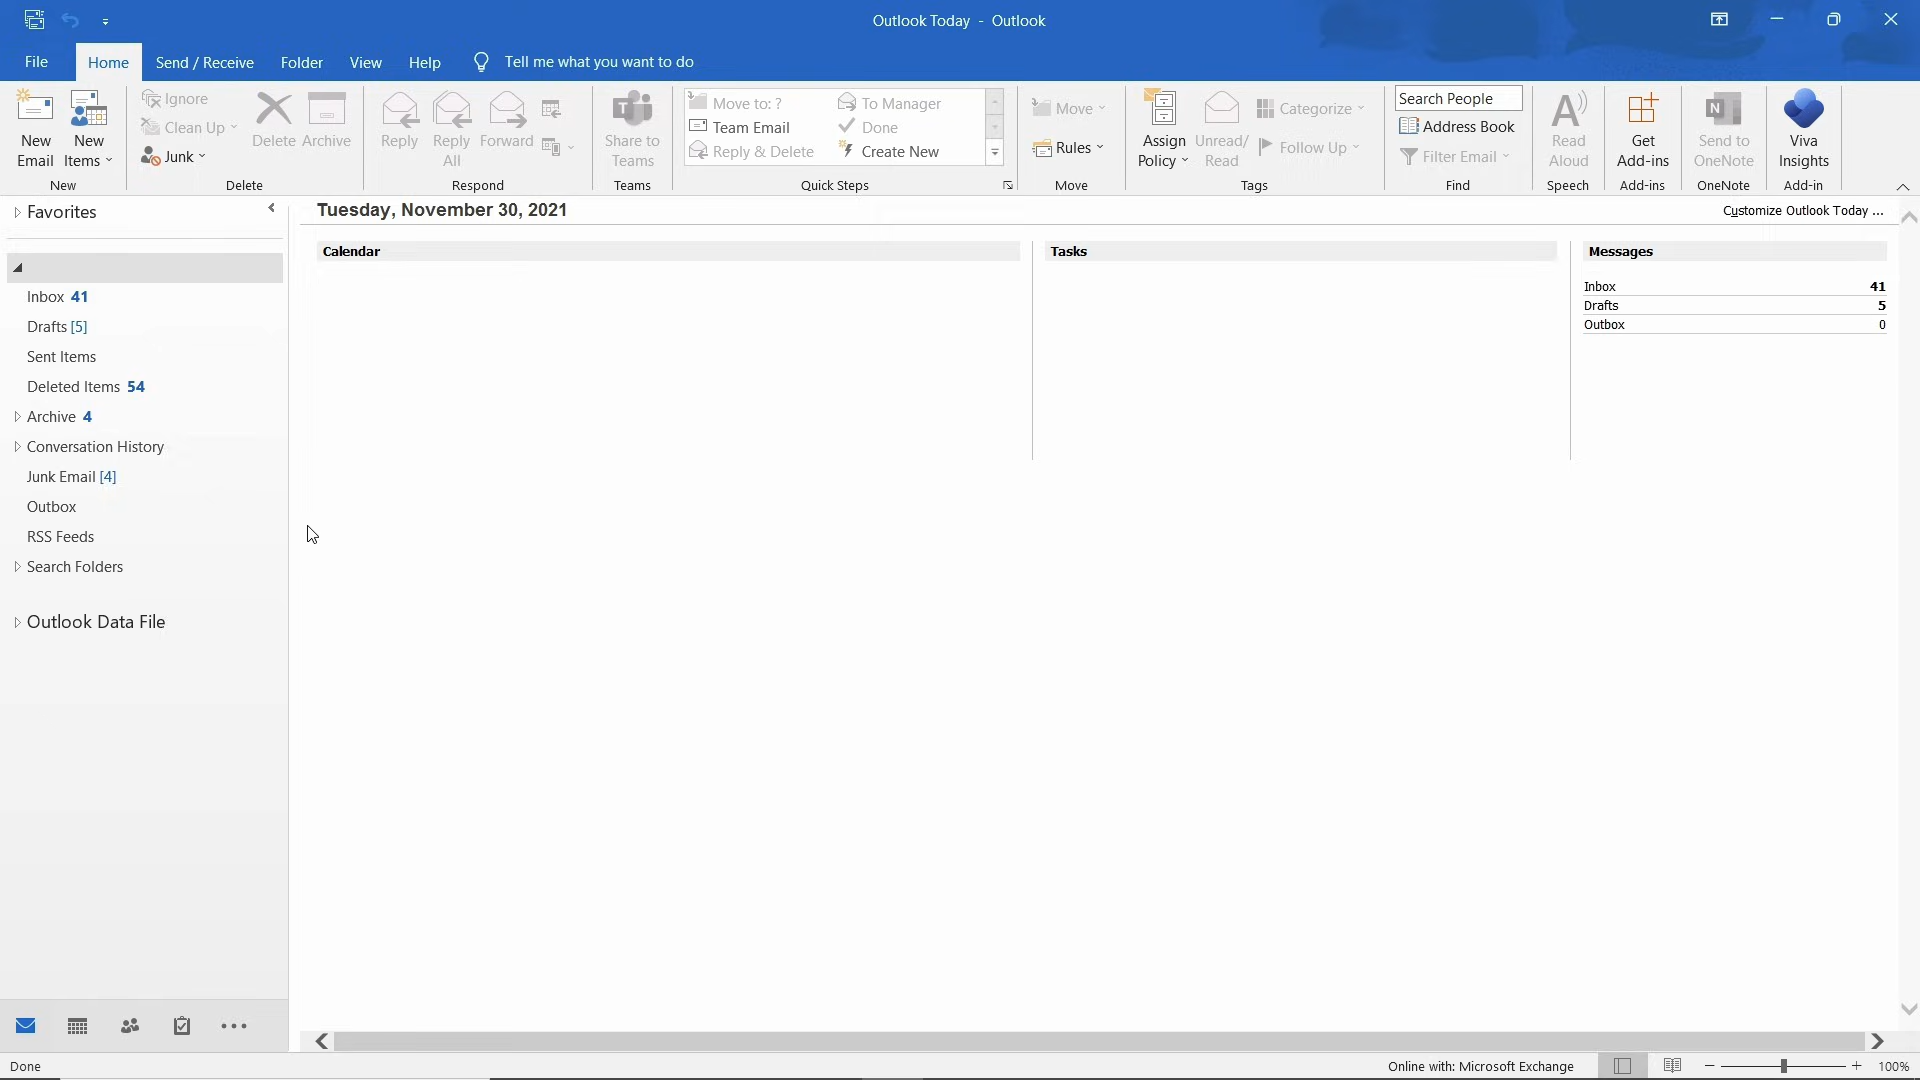 Outlook Today - Outlook
File Home Send / Receive Folder View Help Tell me what you want to do
New Email
New Items
New
Ignore
Clean Up
Junk
Delete
Archive
Delete
Reply
Reply All
Forward
Respond
Share to Teams
Teams
Move to: ?
Team Email
Reply & Delete
To Manager
Done
Create New
Quick Steps
Move
Rules
Move
Assign Policy
Unread/ Read
Categorize
Follow Up
Tags
Search People
Address Book
Filter Email
Find
A
Read Aloud
Speech
Get Add-ins
Add-ins
N
Send to OneNote
OneNote
Viva Insights
Add-in
Favorites
Inbox 41
Drafts [5]
Sent Items
Deleted Items 54
Archive 4
Conversation History
Junk Email [4]
Outbox
RSS Feeds
Search Folders
Outlook Data File
Tuesday, November 30, 2021
Customize Outlook Today ...
Calendar
Tasks
Messages
Inbox 41
Drafts 5
Outbox 0
Done
Online with: Microsoft Exchange
100%